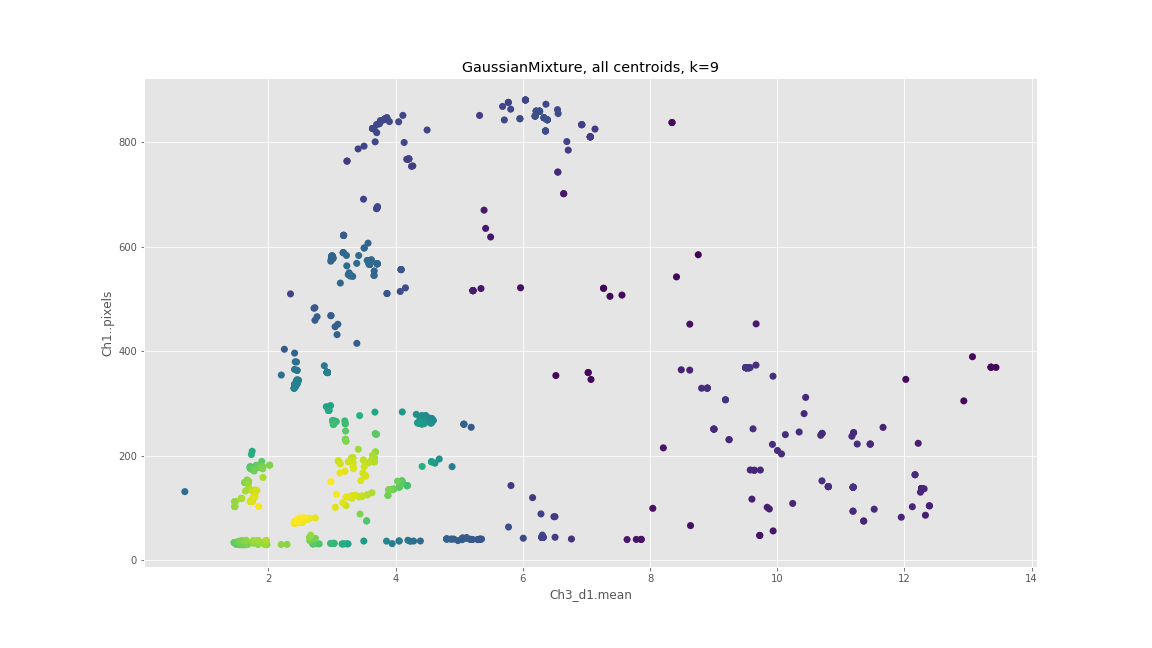 GaussianMixture, all centroids, k=9
Ch1..pixels
800
600
400
200
0
2 4 6 8 10 12 14
Ch3_d1.mean